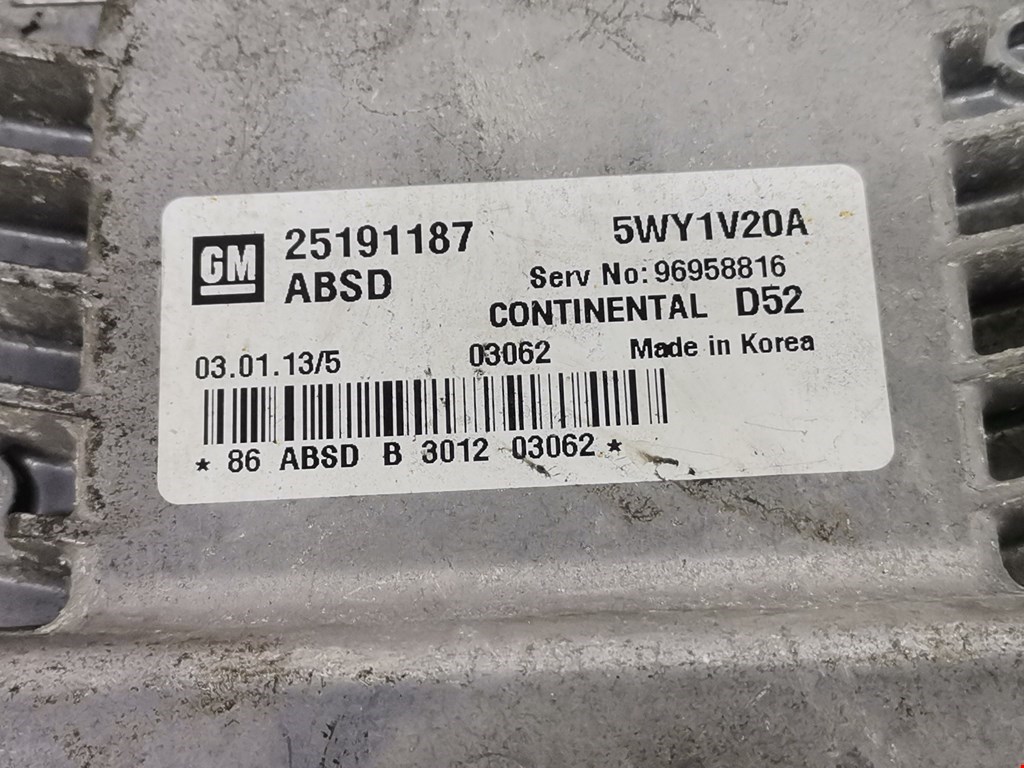 GM 25191187 5WY1V20A
ABSD Serv No: 96958816
CONTINENTAL D52
03.01.13/5 03062 Made in Korea
* 86 ABSD B 3012 03062 *